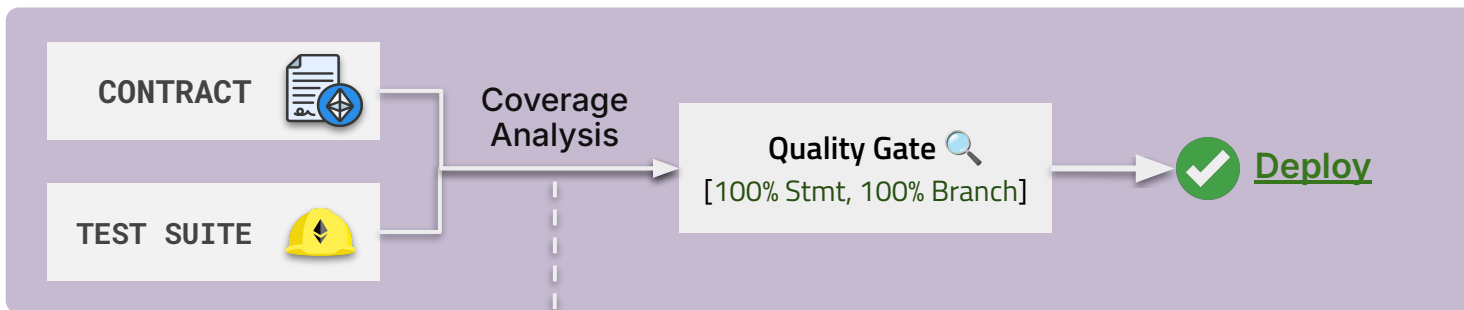 CONTRACT
TEST SUITE
Coverage
Analysis
Quality Gate
[100% Stmt, 100% Branch]
Deploy